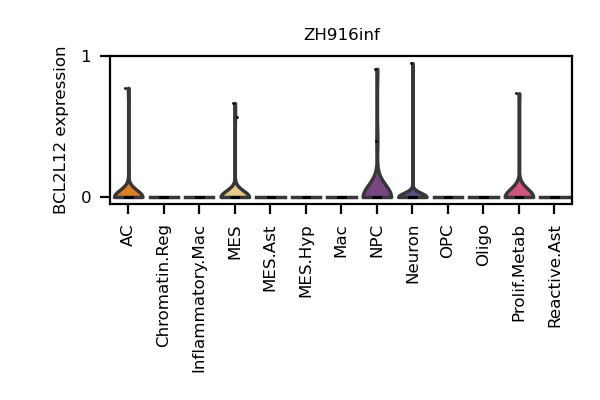 ZH916inf
BCL2L12 expression
1
0
AC
Chromatin.Reg
Inflammatory.Mac
MES
MES.Ast
MES.Hyp
Mac
NPC
Neuron
OPC
Oligo
Prolif.Metab
Reactive.Ast